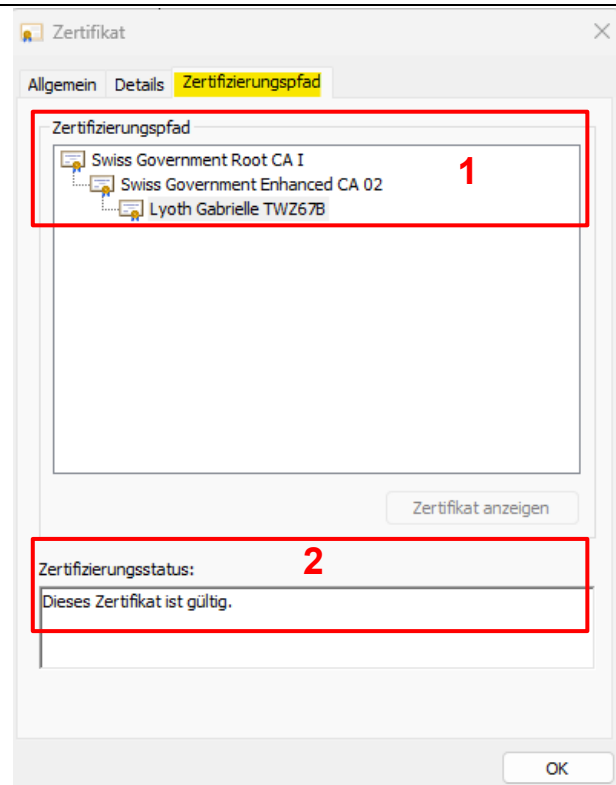 Zertifikat
Allgemein Details Zertifizierungspfad
Zertifizierungspfad
Swiss Government Root CA I
1
Swiss Government Enhanced CA 02
Lyoth Gabrielle TWZ67B
Zertifikat anzeigen
2
Zertifizierungsstatus:
Dieses Zertifikat ist gültig.
OK